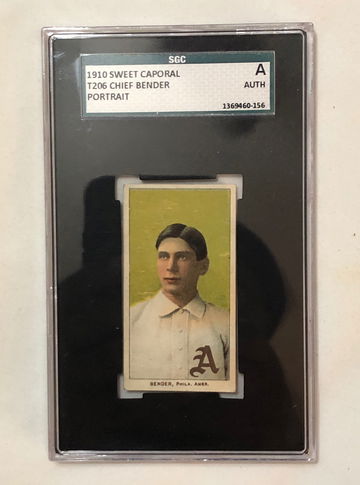 SGC
1910 SWEET CAPORAL A
T206 CHIEF BENDER AUTH
PORTRAIT
1369460-156
A
BENDER, PHILA. AMER.